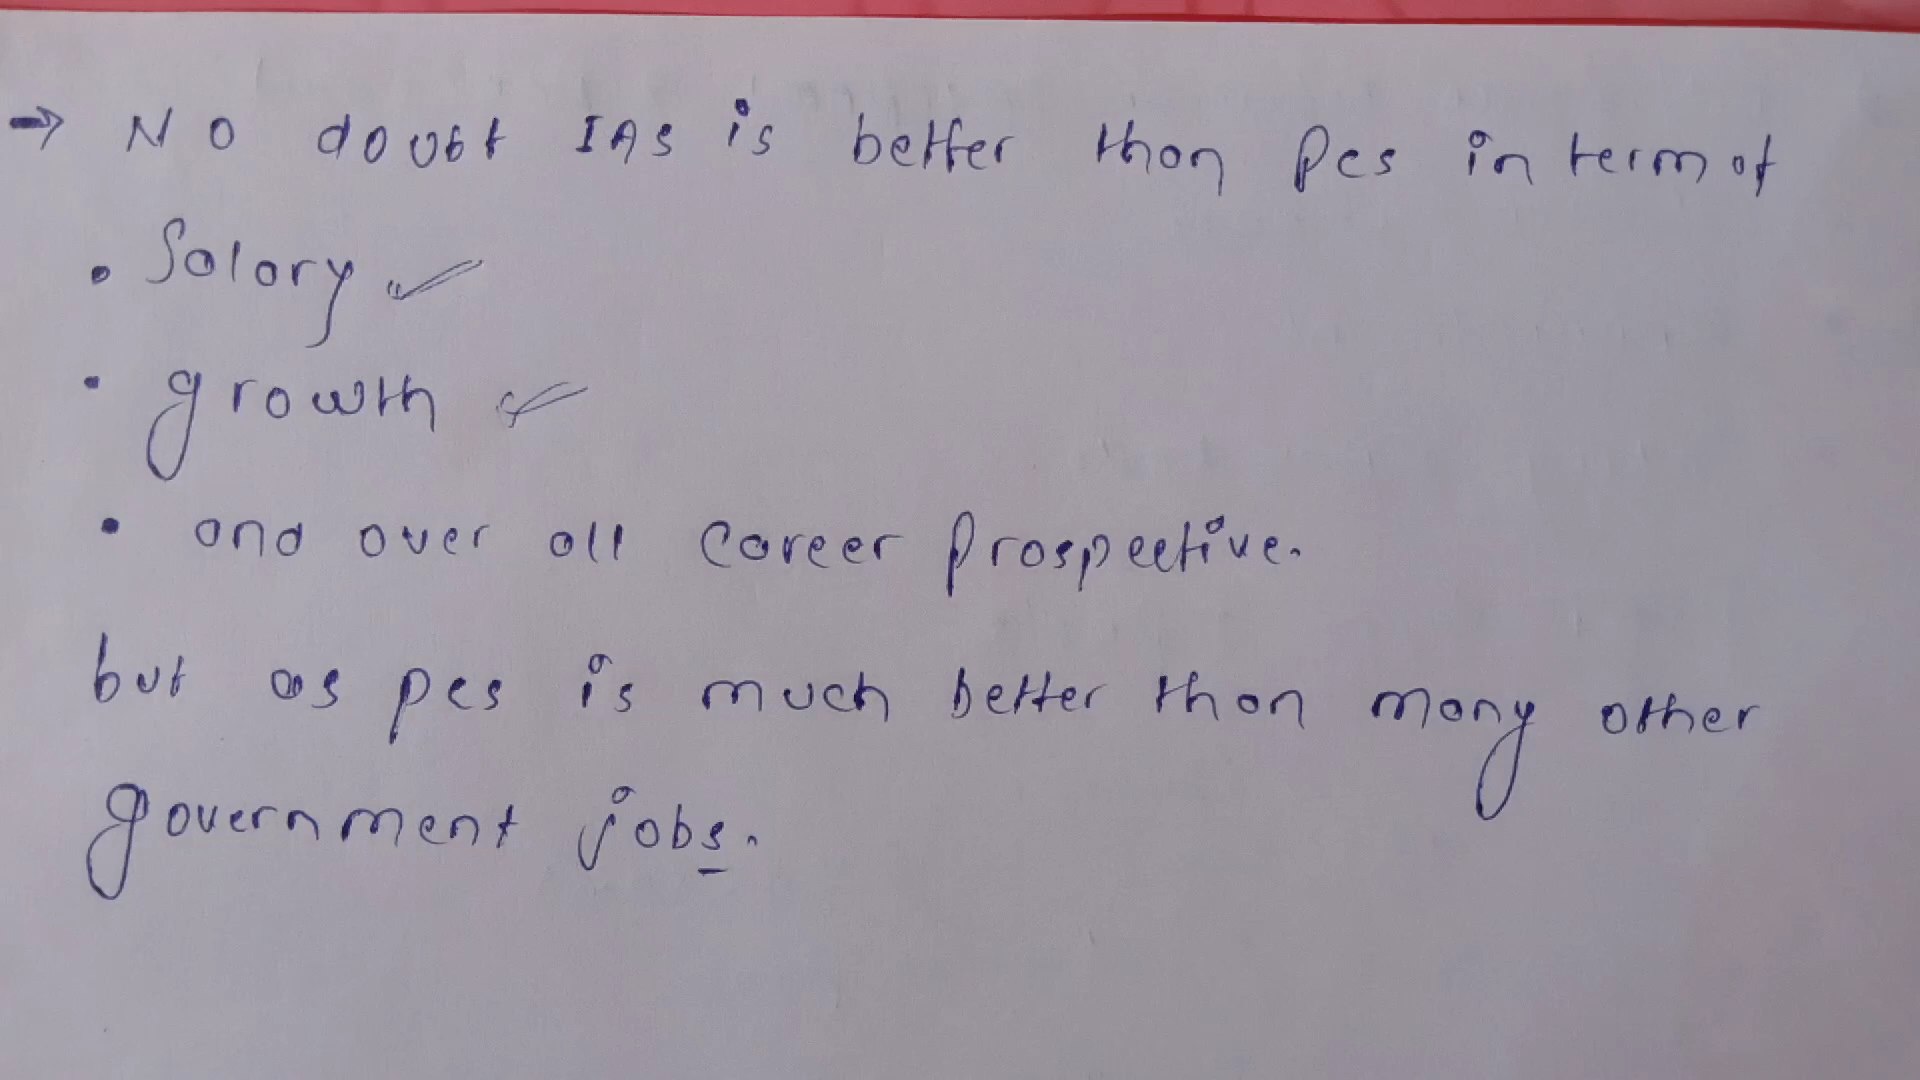 → No doubt IAS is better than Pcs in term of
• Salary ✓
• growth ✓
• and over all career prospective.
but as pcs is much better than many other
government jobs.